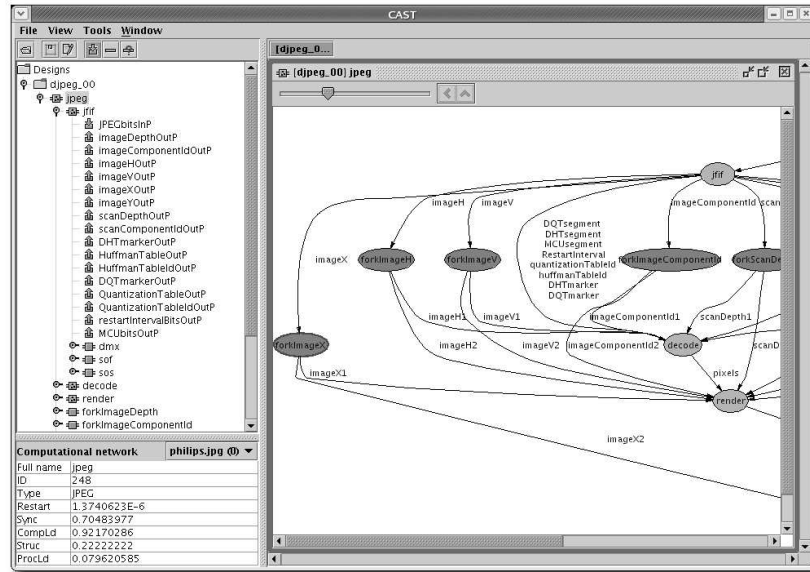 CAST
File View Tools Window
[djpeg_0...
Designs
djpeg_00
jpeg
jfif
JPEGbitsInP
imageDepthOutP
imageComponentIdOutP
imageHOutP
imageVOutP
imageXOutP
imageYOutP
scanDepthOutP
scanComponentIdOutP
DHTmarkerOutP
HuffmanTableOutP
HuffmanTableIdOutP
DQTmarkerOutP
QuantizationTableOutP
QuantizationTableIdOutP
restartIntervalBitsOutP
MCUbitsOutP
dmx
sof
sos
decode
render
forkImageDepth
forkImageComponentId
Computational network philips.jpg (0)
Full name jpeg
ID 248
Type JPEG
Restart 1.3740623E-6
Sync 0.70483977
CompLd 0.92170286
Struc 0.22222222
ProcLd 0.079620585
[djpeg_00] jpeg
jfif
imageH imageV imageComponentId scan
DQTsegment
DHTsegment
MCUsegment
RestartInterval
quantizationTableId
huffmanTableId
DHTmarker
DQTmarker
imageX forkImageH forkImageV forkImageComponentId forkScanDe
imageH1 imageV1 imageComponentId1 scanDepth1
forkImageX imageH2 imageV2 imageComponentId2 decode scanD
imageX1 pixels
render
imageX2